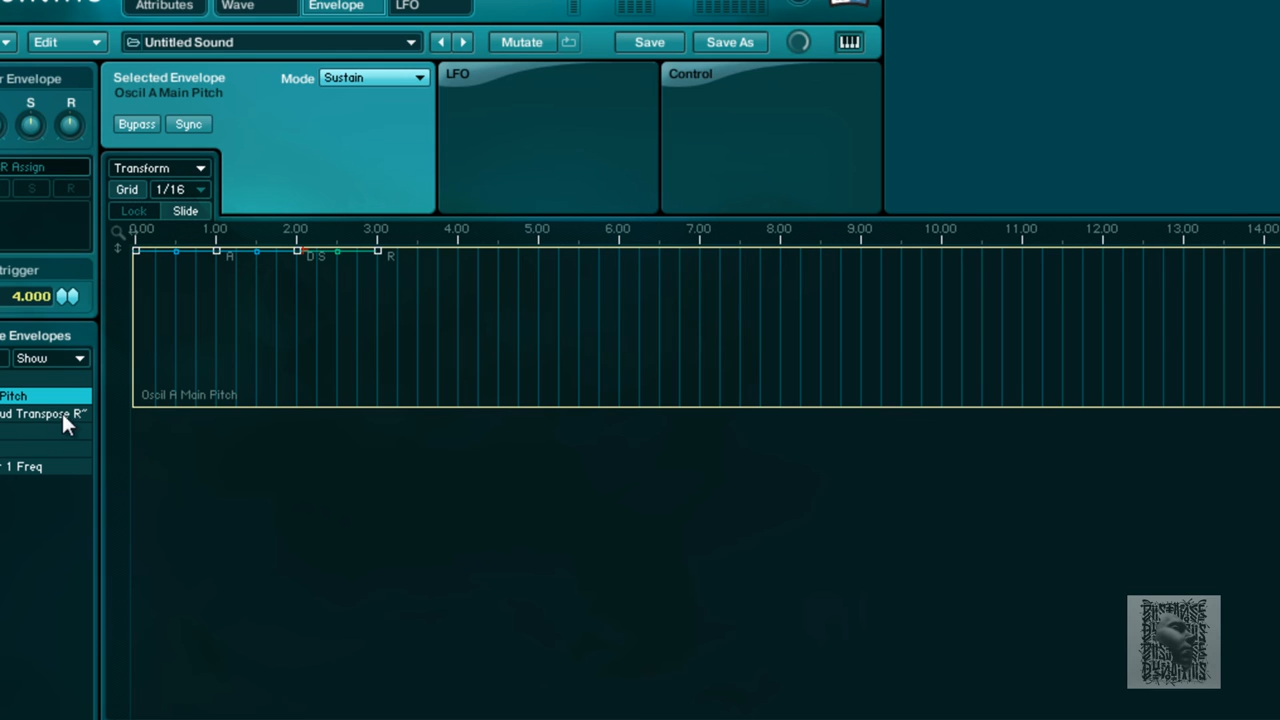 Attributes Wave Envelope LFO
Edit Untitled Sound Mutate Save Save As
r Envelope
S R
R Assign
S R
trigger
4.000
e Envelopes
Show
Pitch
ud Transpose R"
r 1 Freq
Selected Envelope Mode Sustain
Oscil A Main Pitch
Bypass Sync
LFO
Control
Transform
Grid 1/16
Lock Slide
0.00 1.00 2.00 3.00 4.00 5.00 6.00 7.00 8.00 9.00 10.00 11.00 12.00 13.00 14.00
A D S R
Oscil A Main Pitch